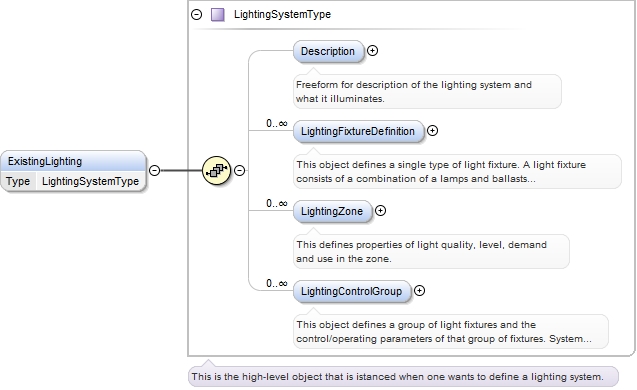 LightingSystemType
Description
Freeform for description of the lighting system and
what it illuminates.
0..∞
LightingFixtureDefinition
This object defines a single type of light fixture. A light fixture
consists of a combination of a lamps and ballasts...
ExistingLighting
Type LightingSystemType
0..∞
LightingZone
This defines properties of light quality, level, demand
and use in the zone.
0..∞
LightingControlGroup
This object defines a group of light fixtures and the
control/operating parameters of that group of fixtures. System...
This is the high-level object that is istanced when one wants to define a lighting system.